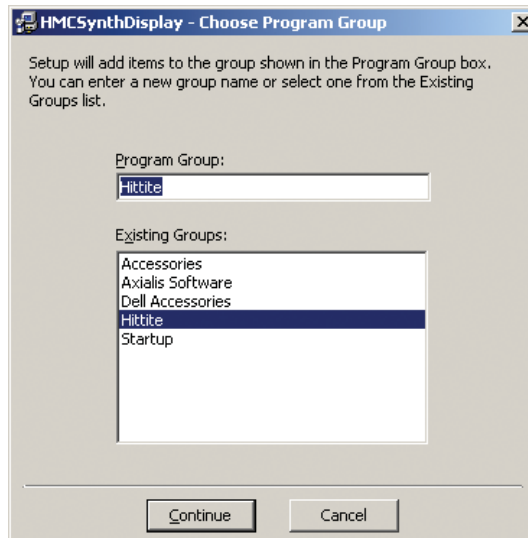 HMCSynthDisplay - Choose Program Group
Setup will add items to the group shown in the Program Group box.
You can enter a new group name or select one from the Existing
Groups list.
Program Group:
Hittite
Existing Groups:
Accessories
Axialis Software
Dell Accessories
Hittite
Startup
Continue
Cancel